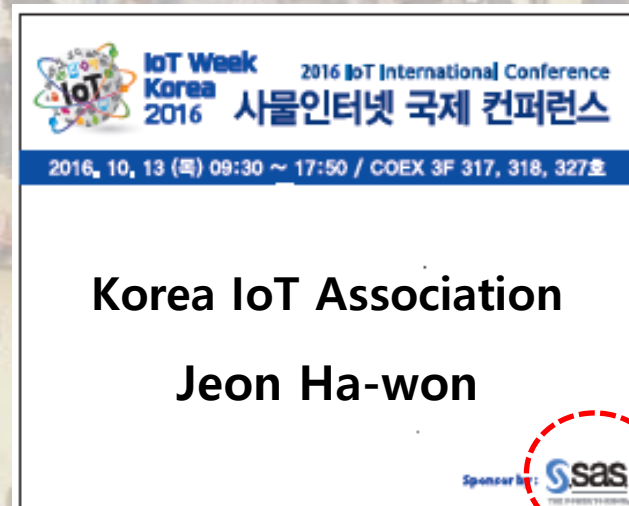 IoT
IoT Week
Korea
2016
2016 IoT International Conference
사물인터넷 국제 컨퍼런스
2016. 10. 13 (목) 09:30 ~ 17:50 / COEX 3F 317, 318, 327호
Korea IoT Association
Jeon Ha-won
Sponsor by : sas